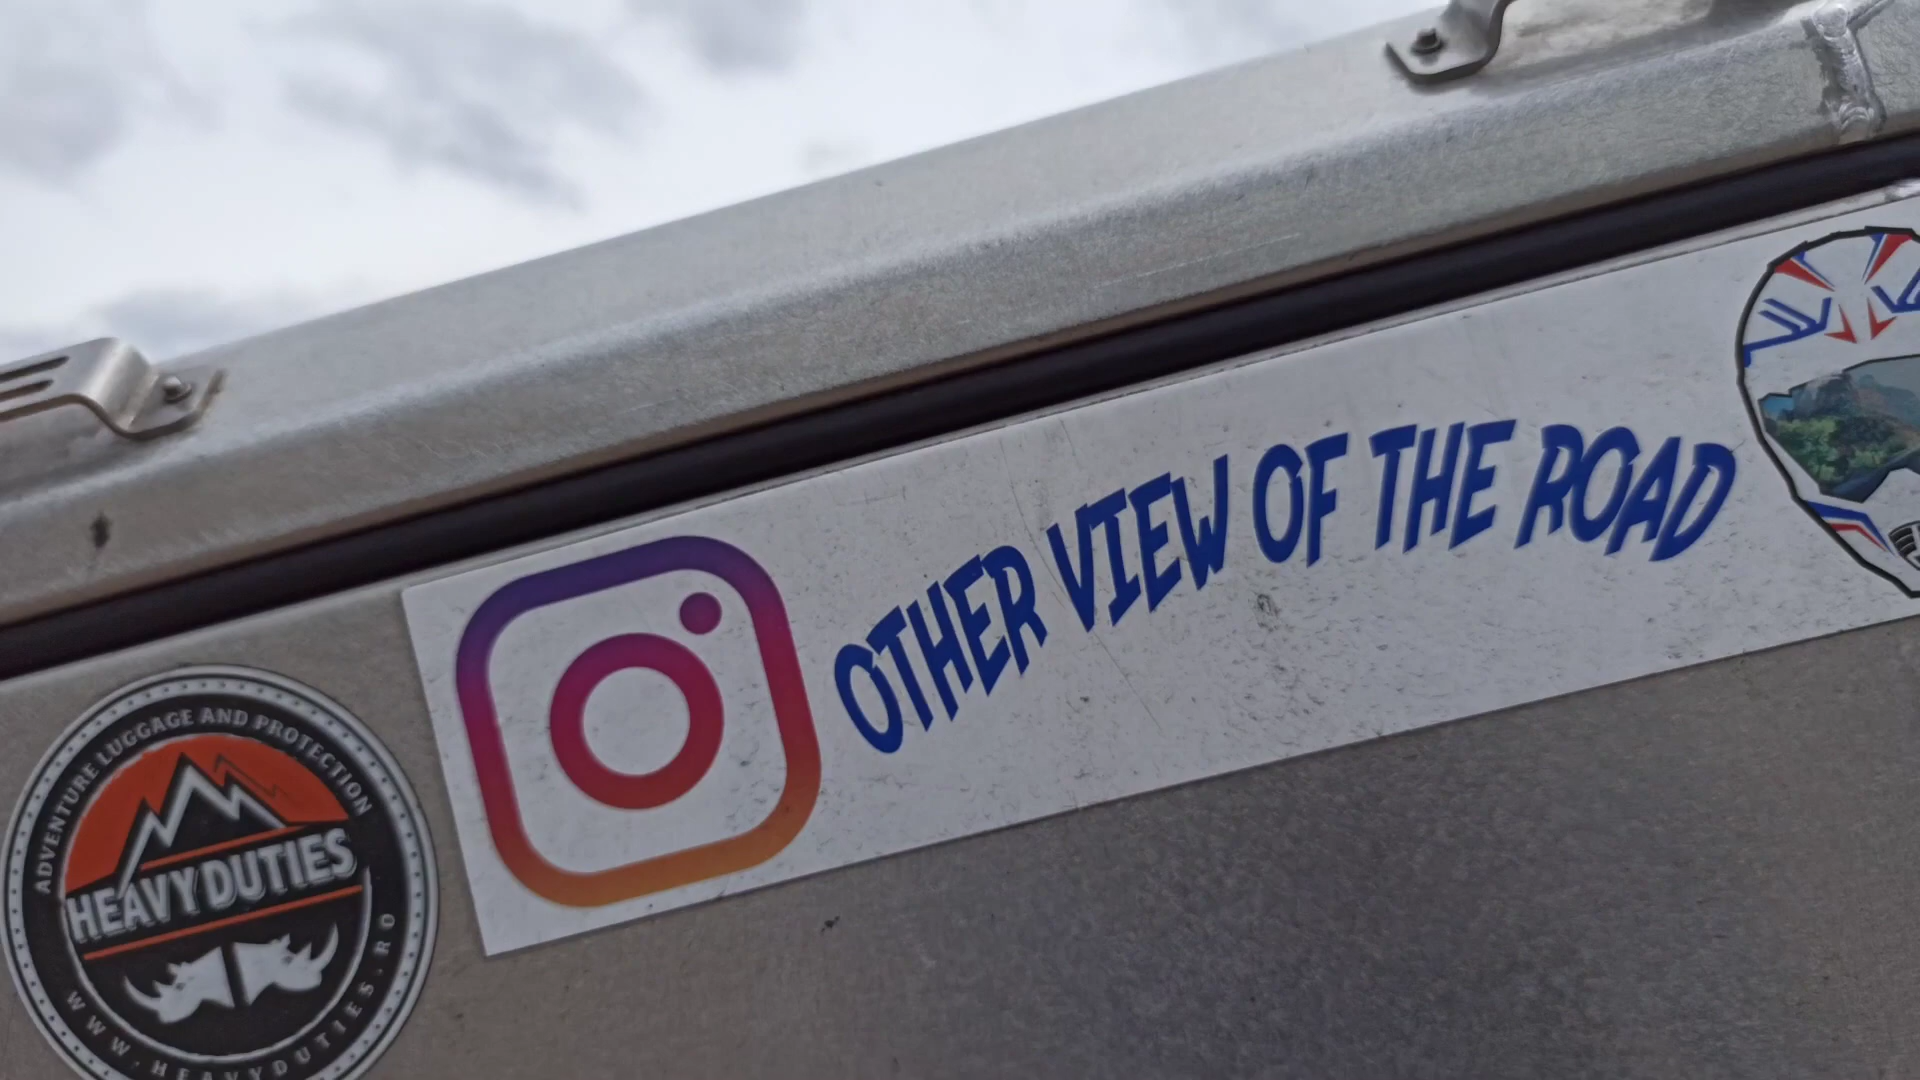 OTHER VIEW OF THE ROAD
ADVENTURE LUGGAGE AND PROTECTION
HEAVY DUTIES
WWW.HEAVYDUTIES.RO